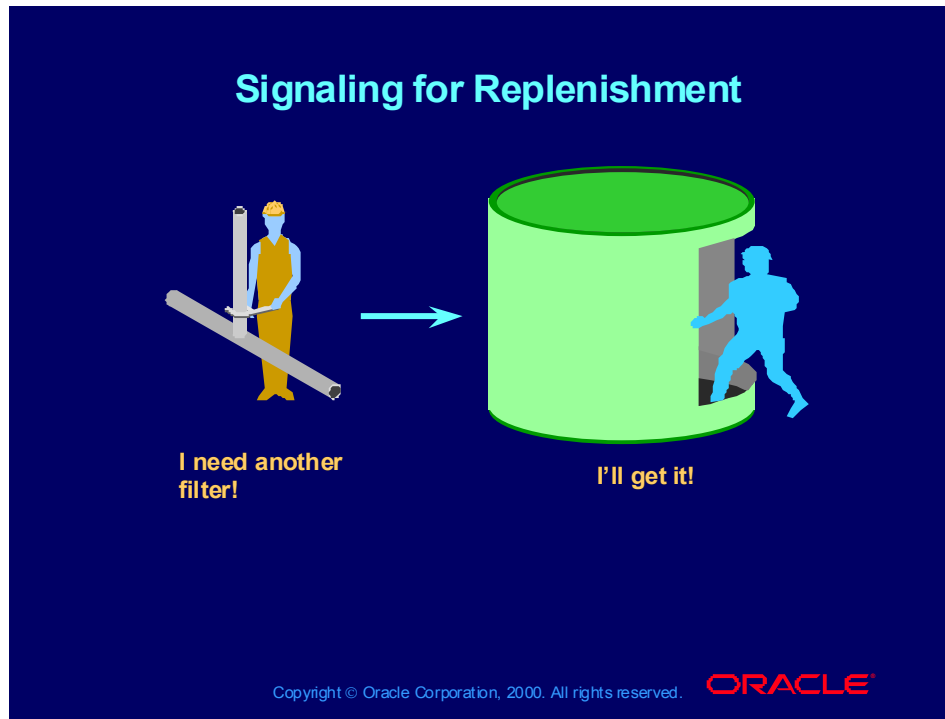 Signaling for Replenishment
I need another
filter!
I’ll get it!
Copyright © Oracle Corporation, 2000. All rights reserved.
ORACLE®